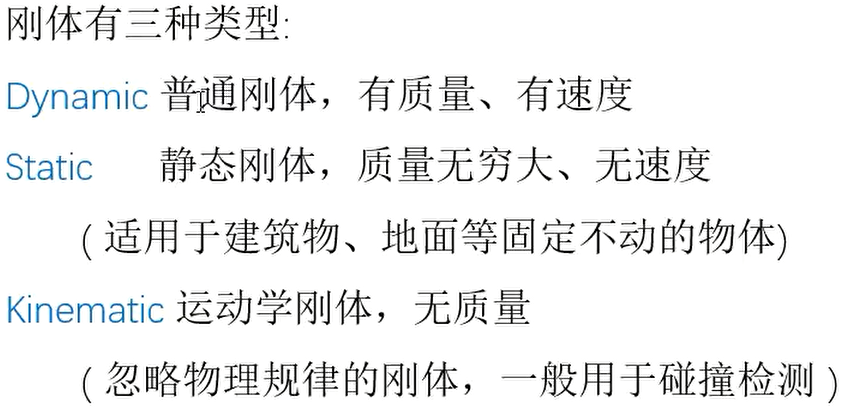 刚体有三种类型:
Dynamic 普通刚体，有质量、有速度
Static 静态刚体，质量无穷大、无速度
( 适用于建筑物、地面等固定不动的物体)
Kinematic 运动学刚体，无质量
( 忽略物理规律的刚体，一般用于碰撞检测 )